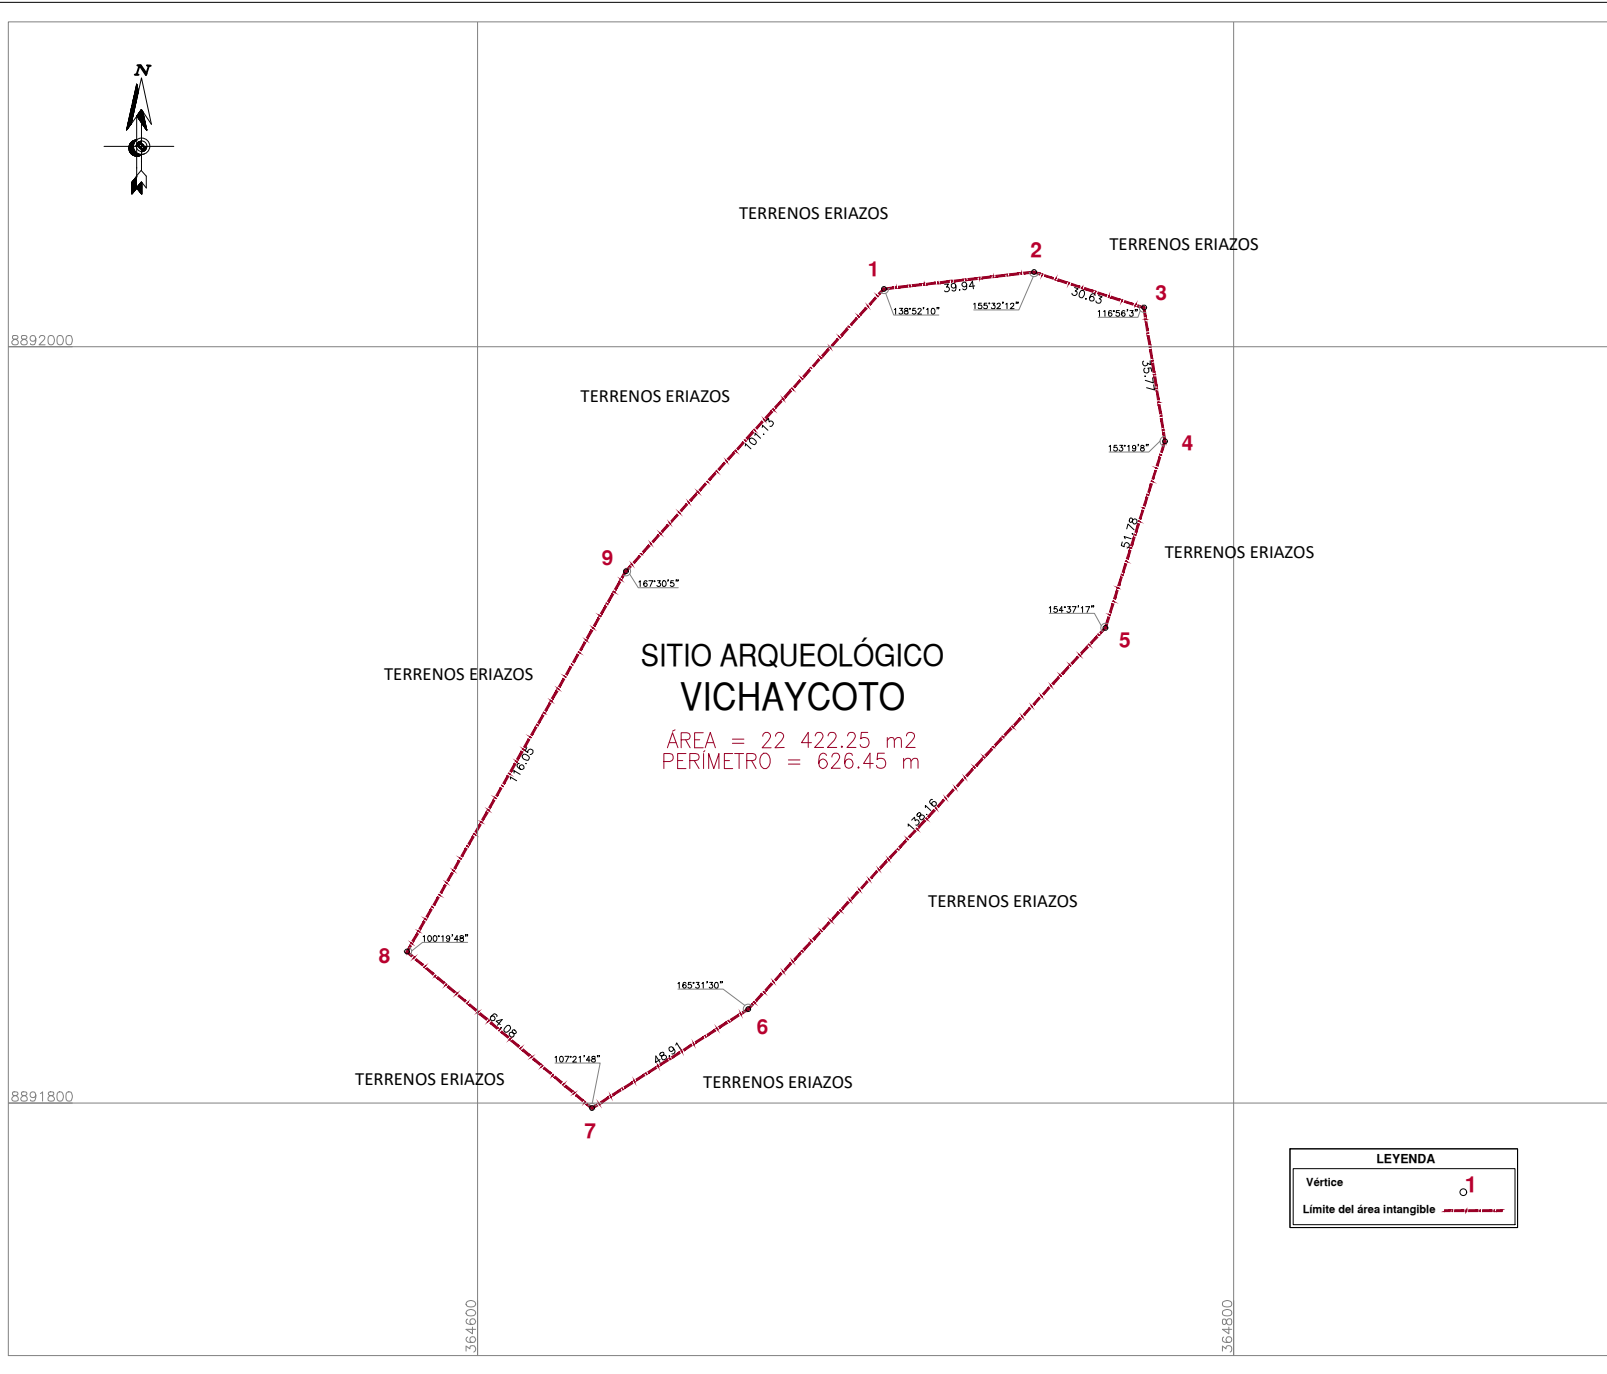 N
TERRENOS ERIAZOS
TERRENOS ERIAZOS
2
1
3
39.94
30.63
138°52'10"
155°32'12"
116°56'3"
8892000
35.77
TERRENOS ERIAZOS
101.13
153°19'8"
4
51.78
TERRENOS ERIAZOS
9
167°30'5"
154°37'17"
5
SITIO ARQUEOLÓGICO
VICHAYCOTO
ÁREA = 22 422.25 m2
PERÍMETRO = 626.45 m
TERRENOS ERIAZOS
116.05
138.16
TERRENOS ERIAZOS
8
100°19'48"
165°31'30"
6
64.08
48.91
107°21'48"
TERRENOS ERIAZOS
TERRENOS ERIAZOS
8891800
7
LEYENDA
Vértice
1
Límite del área intangible
364600
364800